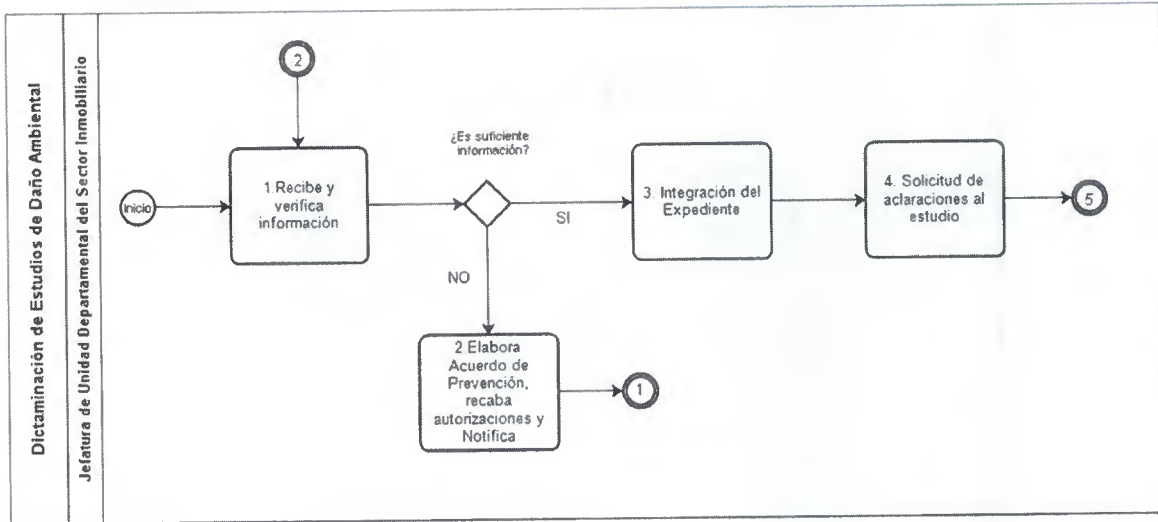 Dictaminación de Estudios de Daño Ambiental
Jefatura de Unidad Departamental del Sector Inmobiliario
2
Inicio
1.Recibe y
verifica
información
¿Es suficiente
información?
SI
3. Integración del
Expediente
4. Solicitud de
aclaraciones al
estudio
5
NO
2 Elabora
Acuerdo de
Prevención,
recaba
autorizaciones y
Notifica
1